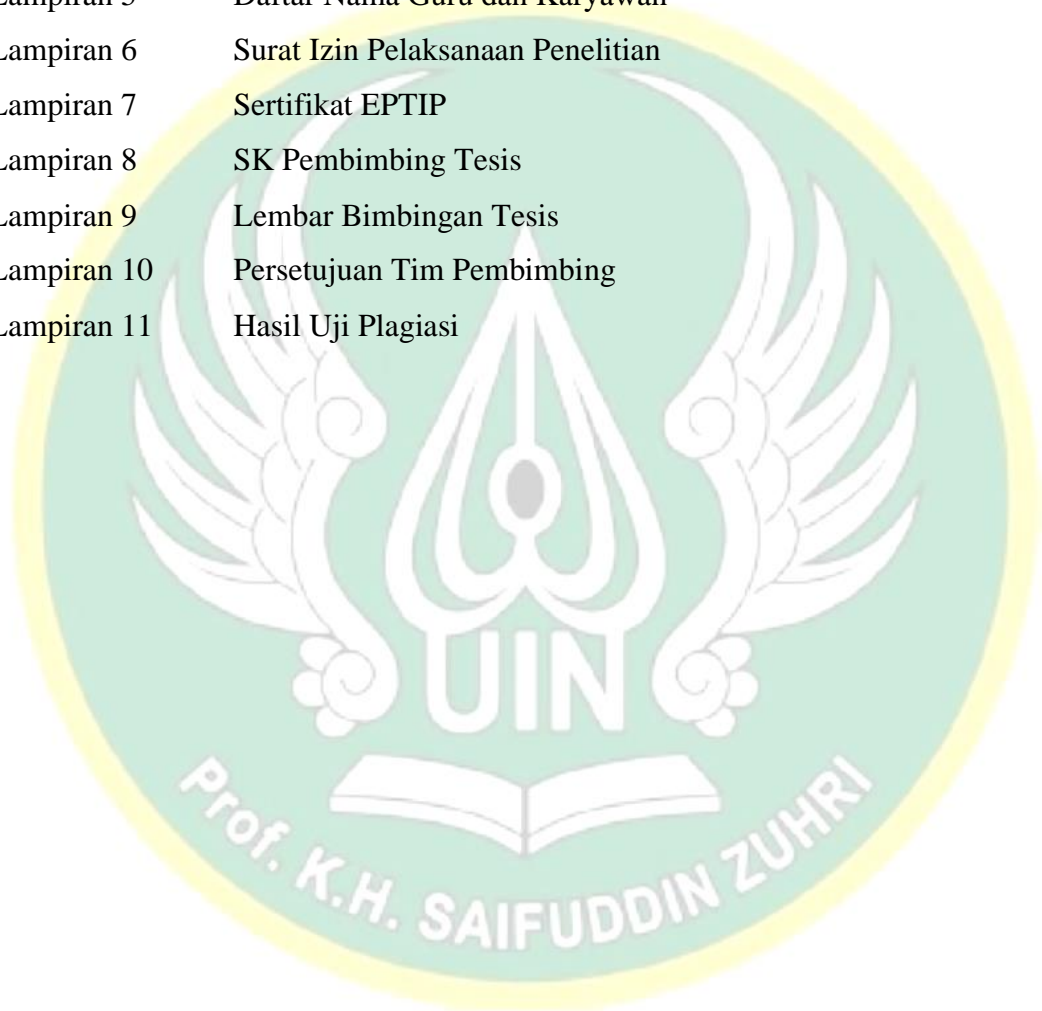 Lampiran 5 Daftar Nama Guru dan Karyawan
Lampiran 6 Surat Izin Pelaksanaan Penelitian
Lampiran 7 Sertifikat EPTIP
Lampiran 8 SK Pembimbing Tesis
Lampiran 9 Lembar Bimbingan Tesis
Lampiran 10 Persetujuan Tim Pembimbing
Lampiran 11 Hasil Uji Plagiasi
UIN
Prof. K.H. SAIFUDDIN ZUHRI